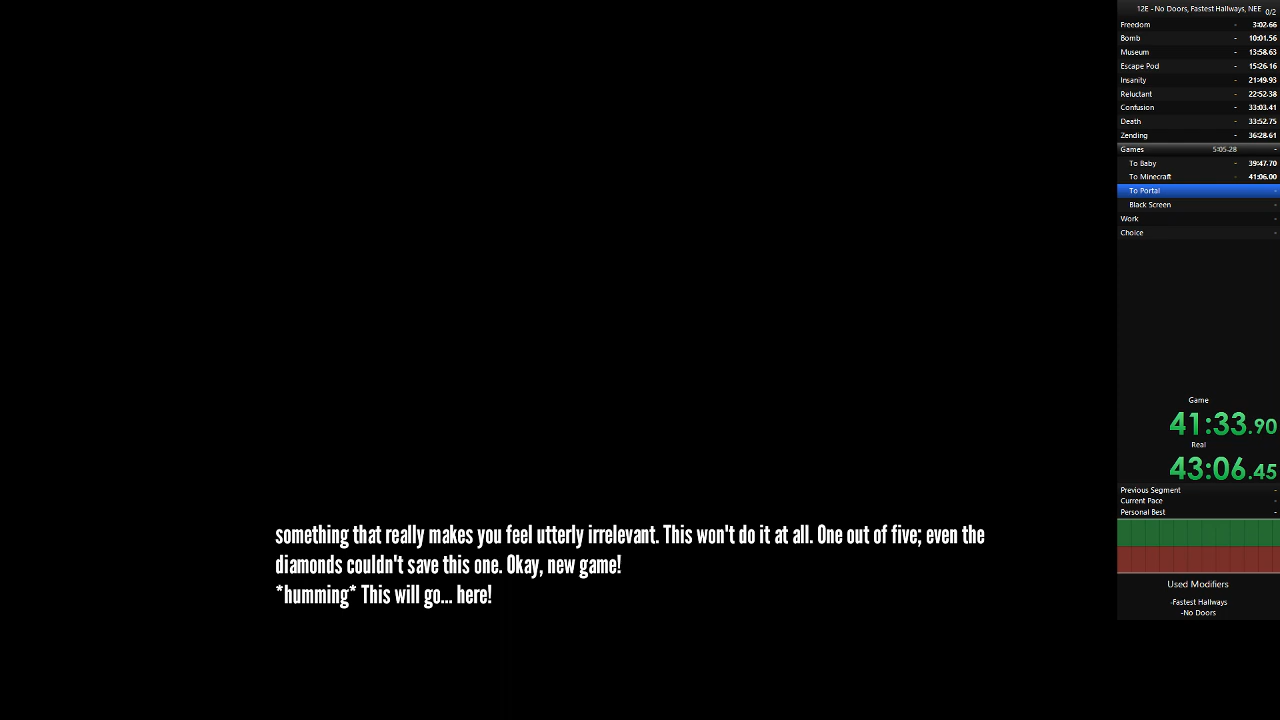 12E - No Doors, Fastest Hallways, NEE 0/2
Freedom - 3:02.66
Bomb - 10:01.56
Museum - 13:58.63
Escape Pod - 15:26.16
Insanity - 21:49.93
Reluctant - 22:52.38
Confusion - 33:03.41
Death - 33:52.75
Zending - 36:28.61
Games 5:05.28 -
To Baby - 39:47.70
To Minecraft - 41:06.00
To Portal -
Black Screen -
Work -
Choice -
Game
41:33.90
Real
43:06.45
Previous Segment -
Current Pace -
Personal Best -
something that really makes you feel utterly irrelevant. This won't do it at all. One out of five; even the
diamonds couldn't save this one. Okay, new game!
*humming* This will go... here!
Used Modifiers
-Fastest Hallways
-No Doors